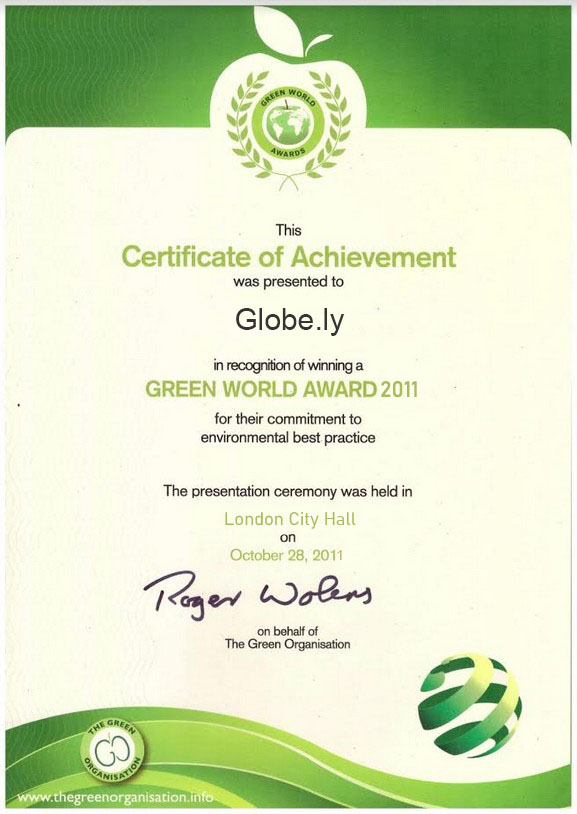 GREEN WORLD
AWARDS
This
Certificate of Achievement
was presented to
Globe.ly
in recognition of winning a
GREEN WORLD AWARD 2011
for their commitment to
environmental best practice
The presentation ceremony was held in
London City Hall
on
October 28, 2011
Roger Wolens
on behalf of
The Green Organisation
THE GREEN
ORGANISATION
www.thegreenorganisation.info